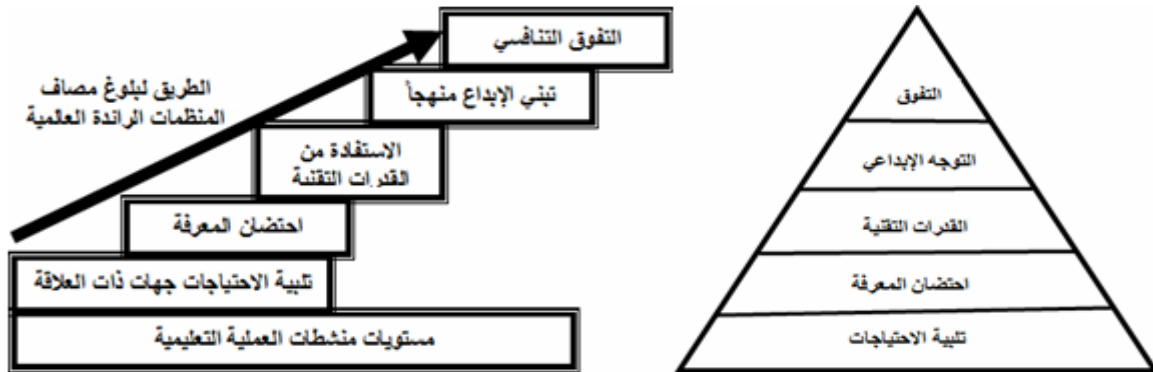 التفوق التنافسي
تبني الإبداع منهجاً
الطريق لبلوغ مصاف
المنظمات الرائدة العالمية
الاستفادة من
القدرات التقنية
احتضان المعرفة
تلبية الاحتياجات جهات ذات العلاقة
مستويات منشطات العملية التعليمية
التفوق
التوجه الإبداعي
القدرات التقنية
احتضان المعرفة
تلبية الاحتياجات